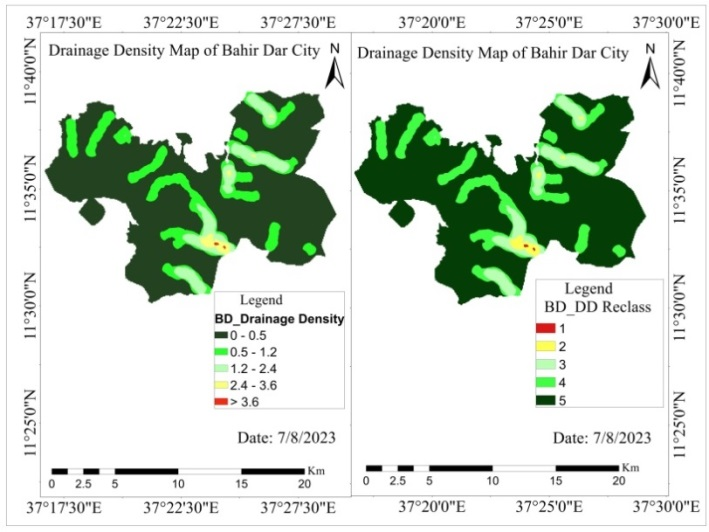 37°17'30"E 37°22'30"E 37°27'30"E 37°20'0"E 37°25'0"E 37°30'0"E
Drainage Density Map of Bahir Dar City
N
Drainage Density Map of Bahir Dar City
N
11°40'0"N
11°35'0"N
11°30'0"N
11°25'0"N
11°40'0"N
11°35'0"N
11°30'0"N
11°25'0"N
Legend
BD_Drainage Density
0 - 0.5
0.5 - 1.2
1.2 - 2.4
2.4 - 3.6
> 3.6
Legend
BD_DD Reclass
1
2
3
4
5
Date: 7/8/2023
Date: 7/8/2023
Km
0 2.5 5 10 15 20
Km
0 2.5 5 10 15 20
37°17'30"E 37°22'30"E 37°27'30"E 37°20'0"E 37°25'0"E 37°30'0"E